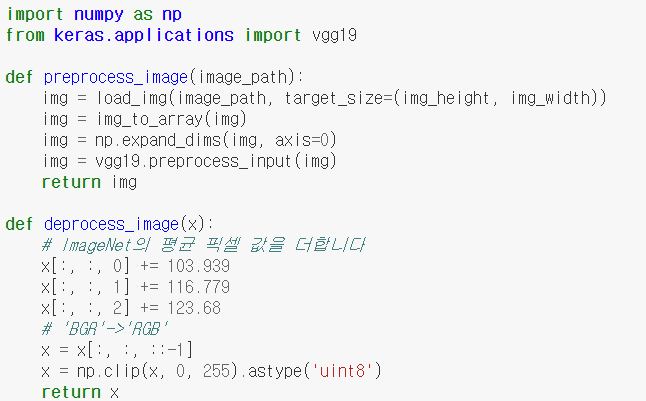 import numpy as np
from keras.applications import vgg19

def preprocess_image(image_path):
    img = load_img(image_path, target_size=(img_height, img_width))
    img = img_to_array(img)
    img = np.expand_dims(img, axis=0)
    img = vgg19.preprocess_input(img)
    return img

def deprocess_image(x):
    # ImageNet의 평균 픽셀 값을 더합니다
    x[:, :, 0] += 103.939
    x[:, :, 1] += 116.779
    x[:, :, 2] += 123.68
    # 'BGR'->'RGB'
    x = x[:, :, ::-1]
    x = np.clip(x, 0, 255).astype('uint8')
    return x